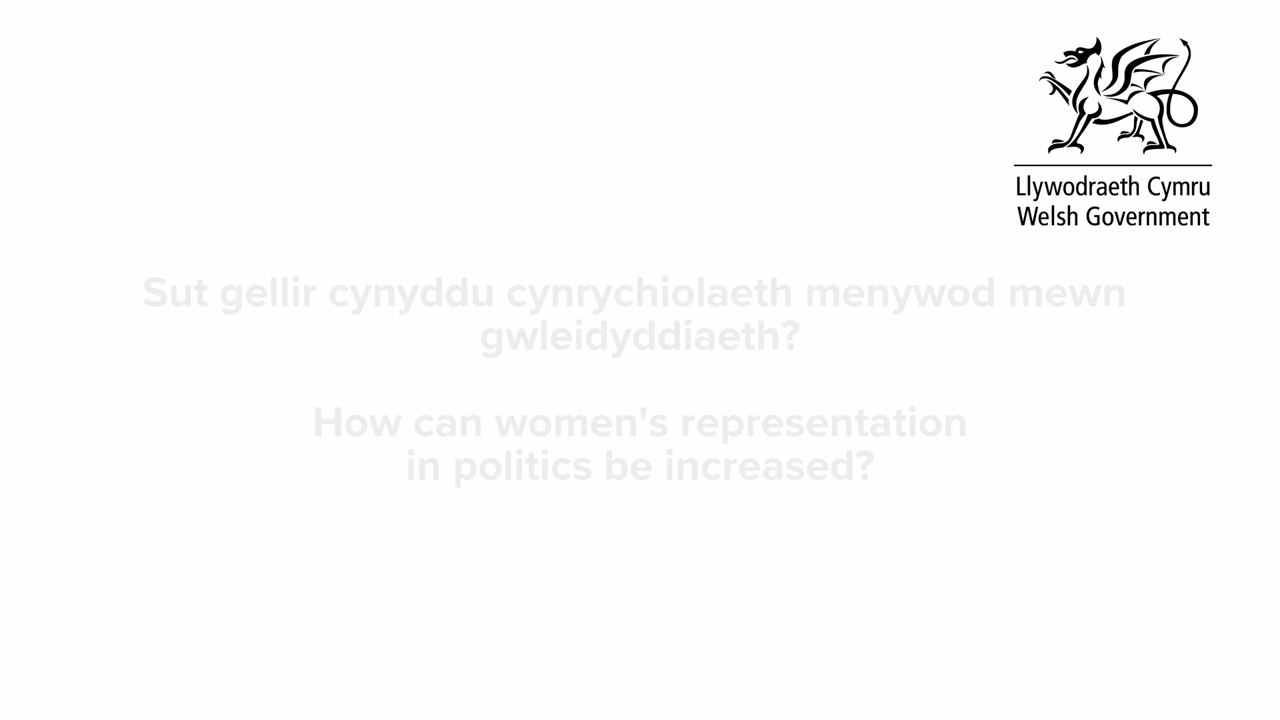 Llywodraeth Cymru
Welsh Government
Sut gellir cynyddu cynrychiolaeth menywod mewn
gwleidyddiaeth?
How can women's representation
in politics be increased?